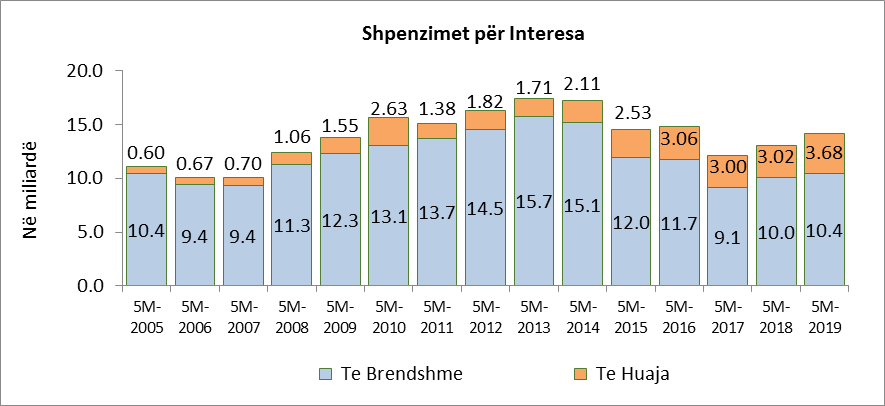 Shpenzimet për Interesa
Në miliardë
20.0
15.0
10.0
5.0
0.0
0.60 0.67 0.70 1.06 1.55 2.63 1.38 1.82 1.71 2.11 2.53 3.06 3.00 3.02 3.68
10.4 9.4 9.4 11.3 12.3 13.1 13.7 14.5 15.7 15.1 12.0 11.7 9.1 10.0 10.4
5M- 5M- 5M- 5M- 5M- 5M- 5M- 5M- 5M- 5M- 5M- 5M- 5M- 5M- 5M-
2005 2006 2007 2008 2009 2010 2011 2012 2013 2014 2015 2016 2017 2018 2019
Te Brendshme Te Huaja